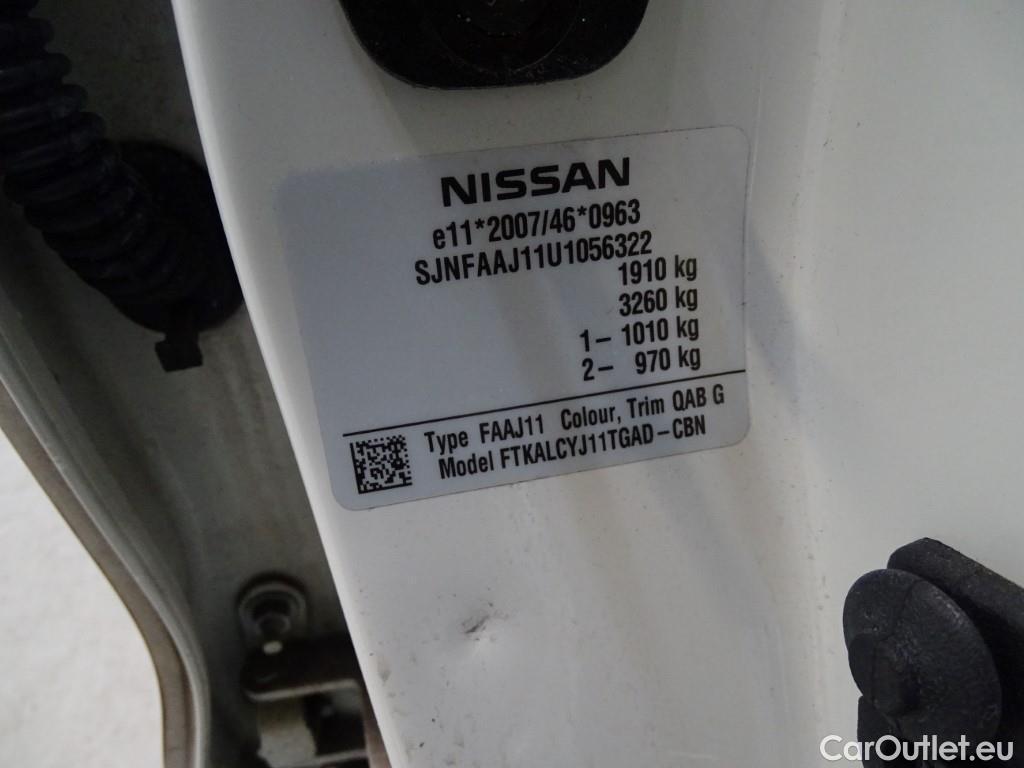 NISSAN
e11*2007/46*0963
SJNFAAJ11U1056322
1910 kg
3260 kg
1– 1010 kg
2– 970 kg
Type FAAJ11 Colour, Trim QAB G
Model FTKALCYJ11TGAD–CBN
CarOutlet.eu